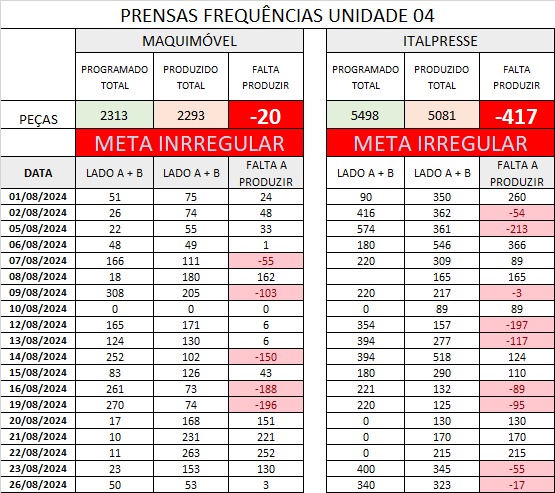 PRENSAS FREQUÊNCIAS UNIDADE 04
MAQUIMÓVEL ITALPRESSE
PROGRAMADO TOTAL PRODUZIDO TOTAL FALTA PRODUZIR PROGRAMADO TOTAL PRODUZIDO TOTAL FALTA PRODUZIR
PEÇAS 2313 2293 -20 5498 5081 -417
META INRREGULAR META IRREGULAR
DATA LADO A + B LADO A + B FALTA A PRODUZIR LADO A + B LADO A + B FALTA A PRODUZIR
01/08/2024 51 75 24 90 350 260
02/08/2024 26 74 48 416 362 -54
05/08/2024 22 55 33 574 361 -213
06/08/2024 48 49 1 180 546 366
07/08/2024 166 111 -55 220 309 89
08/08/2024 18 180 162 165 165
09/08/2024 308 205 -103 220 217 -3
10/08/2024 0 0 0 0 89 89
12/08/2024 165 171 6 354 157 -197
13/08/2024 124 130 6 394 277 -117
14/08/2024 252 102 -150 394 518 124
15/08/2024 83 126 43 180 290 110
16/08/2024 261 73 -188 221 132 -89
19/08/2024 270 74 -196 220 125 -95
20/08/2024 17 168 151 0 130 130
21/08/2024 10 231 221 0 170 170
22/08/2024 11 263 252 0 215 215
23/08/2024 23 153 130 400 345 -55
26/08/2024 50 53 3 340 323 -17